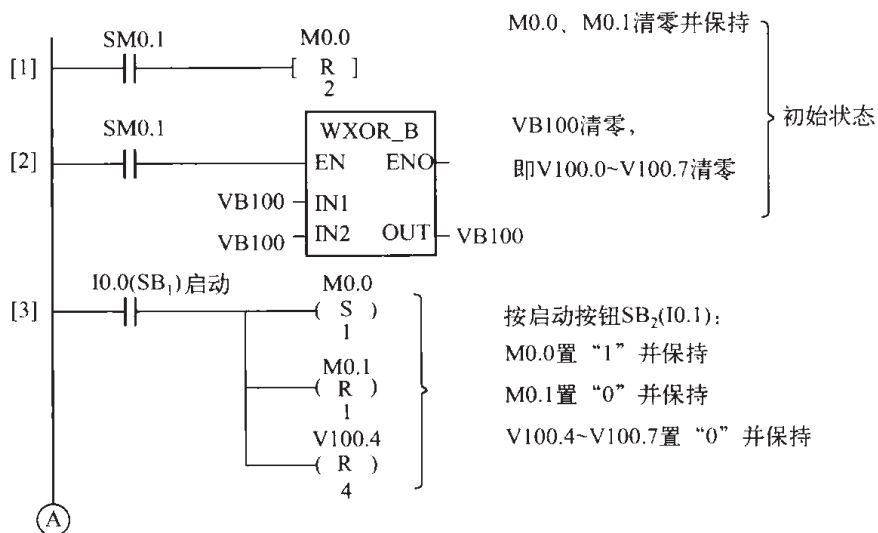 SM0.1
M0.0
M0.0、M0.1清零并保持
[1]
[ R ]
2
初始状态
SM0.1
WXOR_B
VB100清零,
[2]
EN ENO
即V100.0~V100.7清零
VB100
IN1
VB100
IN2 OUT
VB100
I0.0(SB1)启动
M0.0
[3]
( S )
1
按启动按钮SB2(I0.1):
M0.0置“1”并保持
M0.1
( R )
1
M0.1置“0”并保持
V100.4
( R )
4
V100.4~V100.7置“0”并保持
A